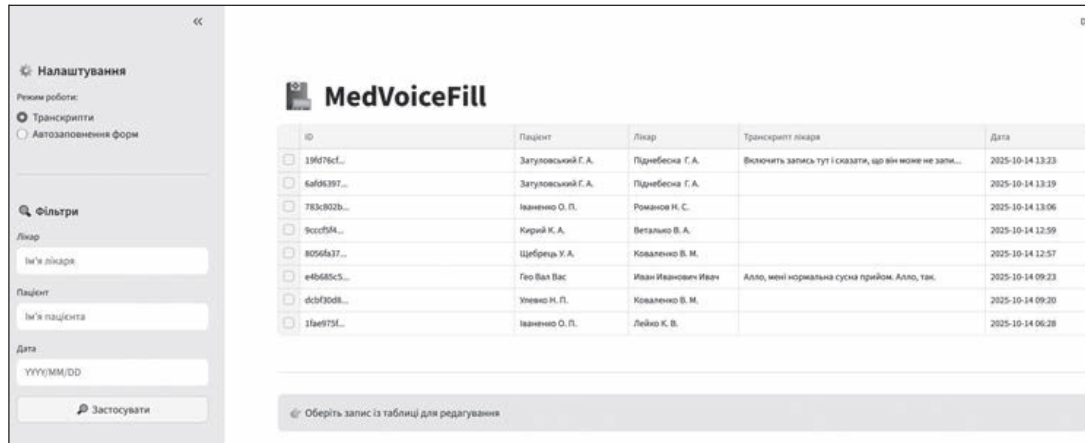 Налаштування
Режим роботи:
Транскрипти
Автозаповнення форм
Фільтри
Лікар
Ім'я лікаря
Пацієнт
Ім'я пацієнта
Дата
YYYY/MM/DD
Застосувати
MedVoiceFill
ID Пацієнт Лікар Транскрипт лікаря Дата
19fd76cf... Затуловський Г. А. Піднебесна Г. А. Включить запись тут і сказати, що він може не запи... 2025-10-14 13:23
6afd6397... Затуловський Г. А. Піднебесна Г. А. 2025-10-14 13:19
783c802b... Іваненко О. П. Романов Н. С. 2025-10-14 13:06
9cccf5f4... Кирий К. А. Веталько В. А. 2025-10-14 12:59
8056fa37... Щебрець У. А. Коваленко В. М. 2025-10-14 12:57
e4b685c5... Гео Вал Вас Иван Иванович Ивач Алло, мені нормальна сусна прийом. Алло, так. 2025-10-14 09:23
dcbf30d8... Улевко Н. П. Коваленко В. М. 2025-10-14 09:20
1fae975f... Іваненко О. П. Лейко К. В. 2025-10-14 06:28
Оберіть запис із таблиці для редагування